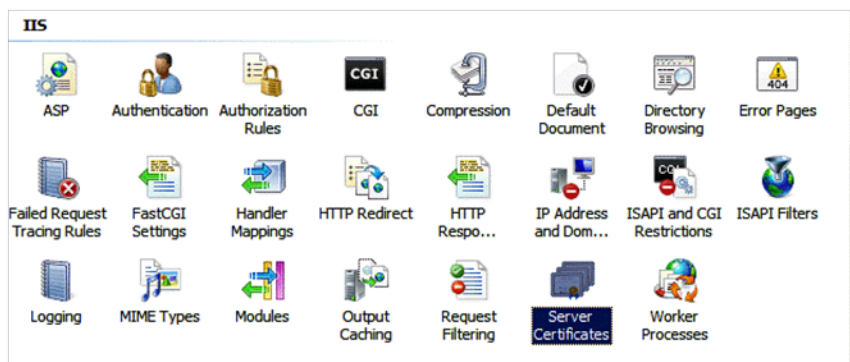 IIS
ASP
Authentication
Authorization
Rules
CGI
CGI
Compression
Default
Document
Directory
Browsing
404
Error Pages
Failed Request
Tracing Rules
FastCGI
Settings
Handler
Mappings
HTTP Redirect
HTTP
Respo...
IP Address
and Dom...
ISAPI and CGI
Restrictions
ISAPI Filters
Logging
MIME Types
Modules
Output
Caching
Request
Filtering
Server
Certificates
Worker
Processes